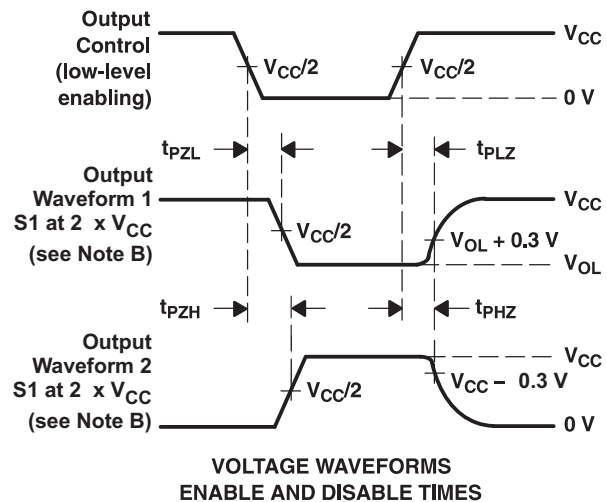 Output
Control
(low-level
enabling)
VCC/2
VCC/2
VCC
0 V
tPZL
tPLZ
Output
Waveform 1
S1 at 2 x VCC
(see Note B)
VCC/2
VCC
VOL + 0.3 V
VOL
tPZH
tPHZ
Output
Waveform 2
S1 at 2 x VCC
(see Note B)
VCC/2
VCC
VCC − 0.3 V
0 V
VOLTAGE WAVEFORMS
ENABLE AND DISABLE TIMES